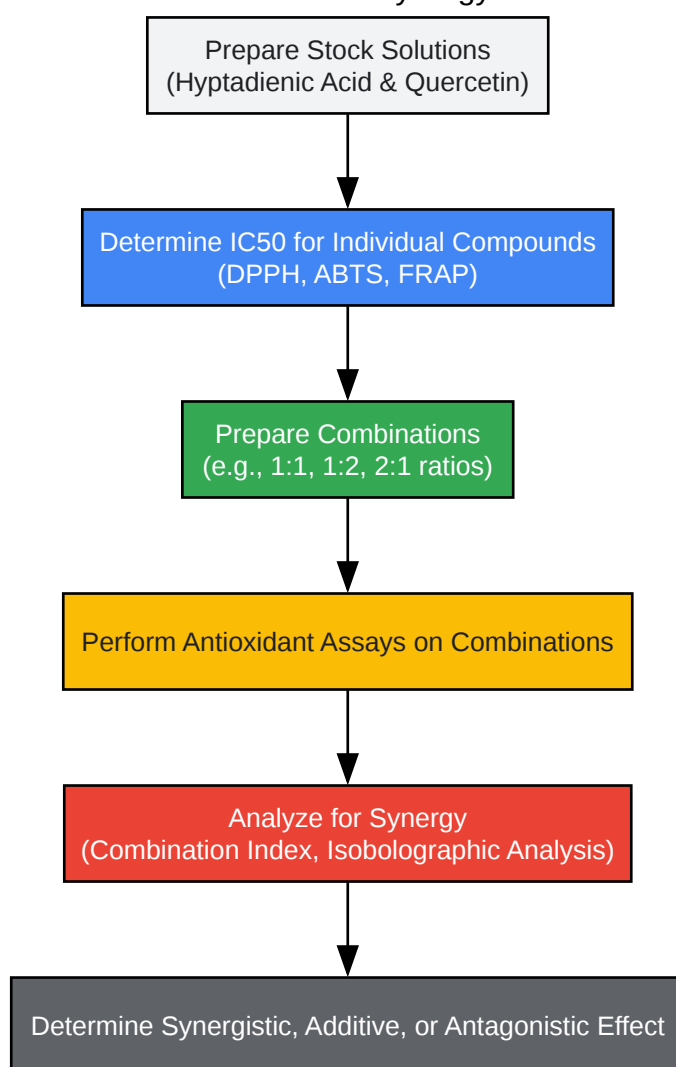 Prepare Stock Solutions
(Hyptadienic Acid & Quercetin)
Determine IC50 for Individual Compounds
(DPPH, ABTS, FRAP)
Prepare Combinations
(e.g., 1:1, 1:2, 2:1 ratios)
Perform Antioxidant Assays on Combinations
Analyze for Synergy
(Combination Index, Isobolographic Analysis)
Determine Synergistic, Additive, or Antagonistic Effect